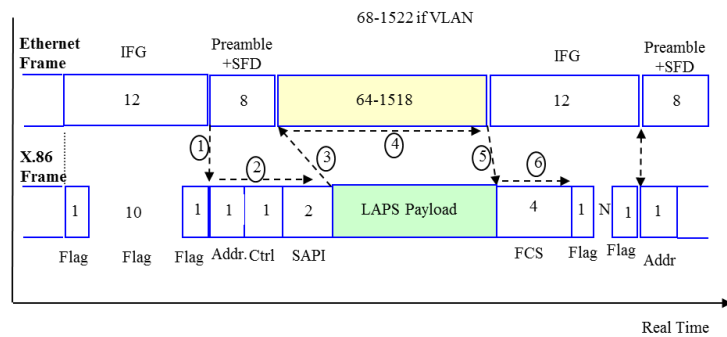 68-1522 if VLAN
Ethernet
Frame
IFG
Preamble
+SFD
IFG
Preamble
+SFD
12
8
64-1518
12
8
1
2
3
4
5
6
X.86
Frame
1
10
1
1
1
2
LAPS Payload
4
1
N
1
1
Flag
Flag
Flag
Addr.
Ctrl
SAPI
FCS
Flag
Flag
Addr
Real Time